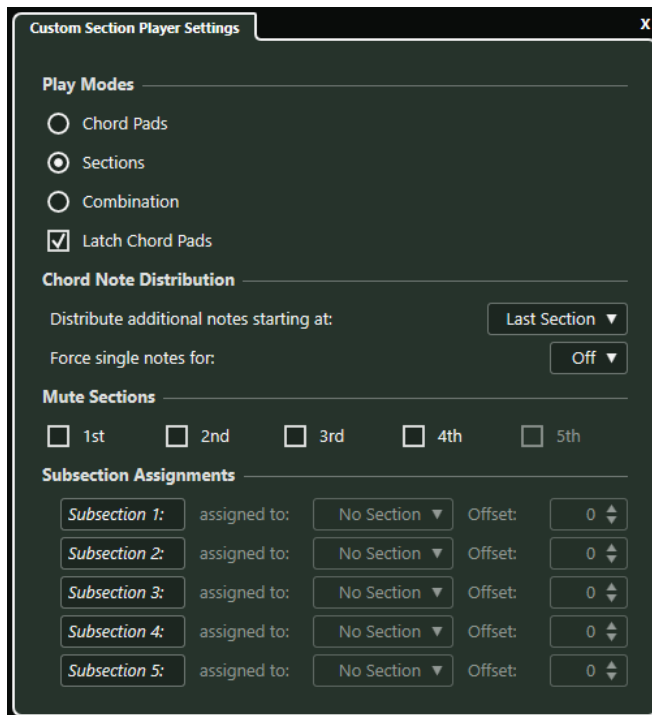 Custom Section Player Settings X
Play Modes
Chord Pads
Sections
Combination
Latch Chord Pads
Chord Note Distribution
Distribute additional notes starting at: Last Section
Force single notes for: Off
Mute Sections
1st 2nd 3rd 4th 5th
Subsection Assignments
Subsection 1: assigned to: No Section Offset: 0
Subsection 2: assigned to: No Section Offset: 0
Subsection 3: assigned to: No Section Offset: 0
Subsection 4: assigned to: No Section Offset: 0
Subsection 5: assigned to: No Section Offset: 0